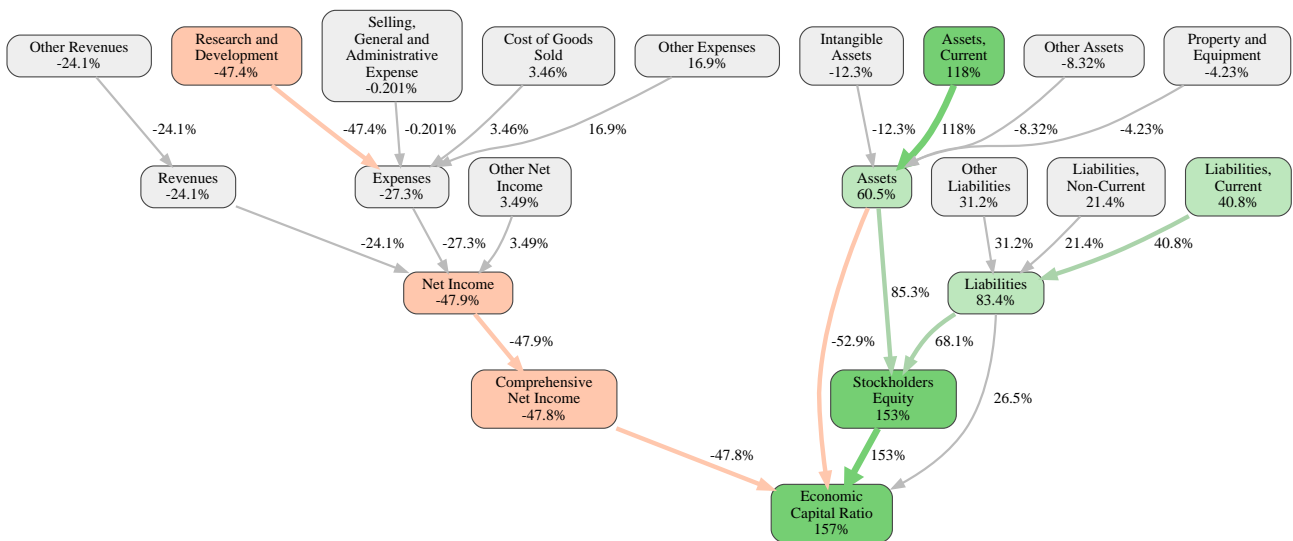 Other Revenues
-24.1%
Research and
Development
-47.4%
Selling,
General and
Administrative
Expense
-0.201%
Cost of Goods
Sold
3.46%
Other Expenses
16.9%
Intangible
Assets
-12.3%
Assets,
Current
118%
Other Assets
-8.32%
Property and
Equipment
-4.23%
-24.1%
-47.4%
-0.201%
3.46%
16.9%
-12.3%
118%
-8.32%
-4.23%
Revenues
-24.1%
Expenses
-27.3%
Other Net
Income
3.49%
Assets
60.5%
Other
Liabilities
31.2%
Liabilities,
Non-Current
21.4%
Liabilities,
Current
40.8%
-24.1%
-27.3%
3.49%
31.2%
21.4%
40.8%
Net Income
-47.9%
85.3%
Liabilities
83.4%
-47.9%
-52.9%
68.1%
Comprehensive
Net Income
-47.8%
Stockholders
Equity
153%
26.5%
-47.8%
153%
Economic
Capital Ratio
157%